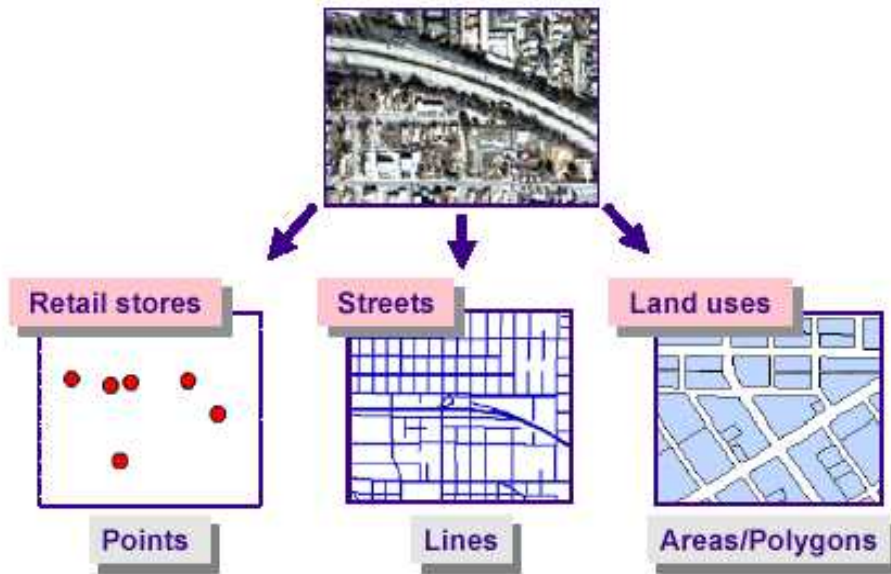 Retail stores
Streets
Land uses
Points
Lines
Areas/Polygons